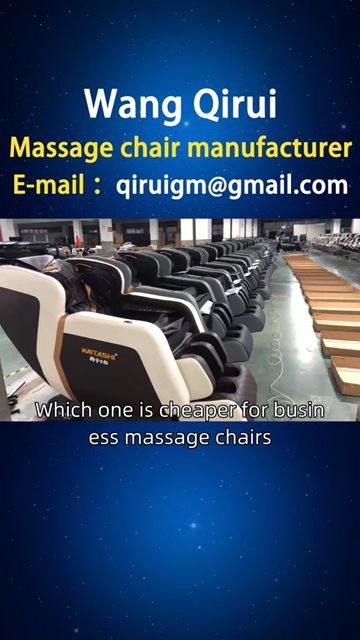 Wang Qirui
Massage chair manufacturer
E-mail： qiruigm@gmail.com
KAITASHI
Which one is cheaper for busin
ess massage chairs